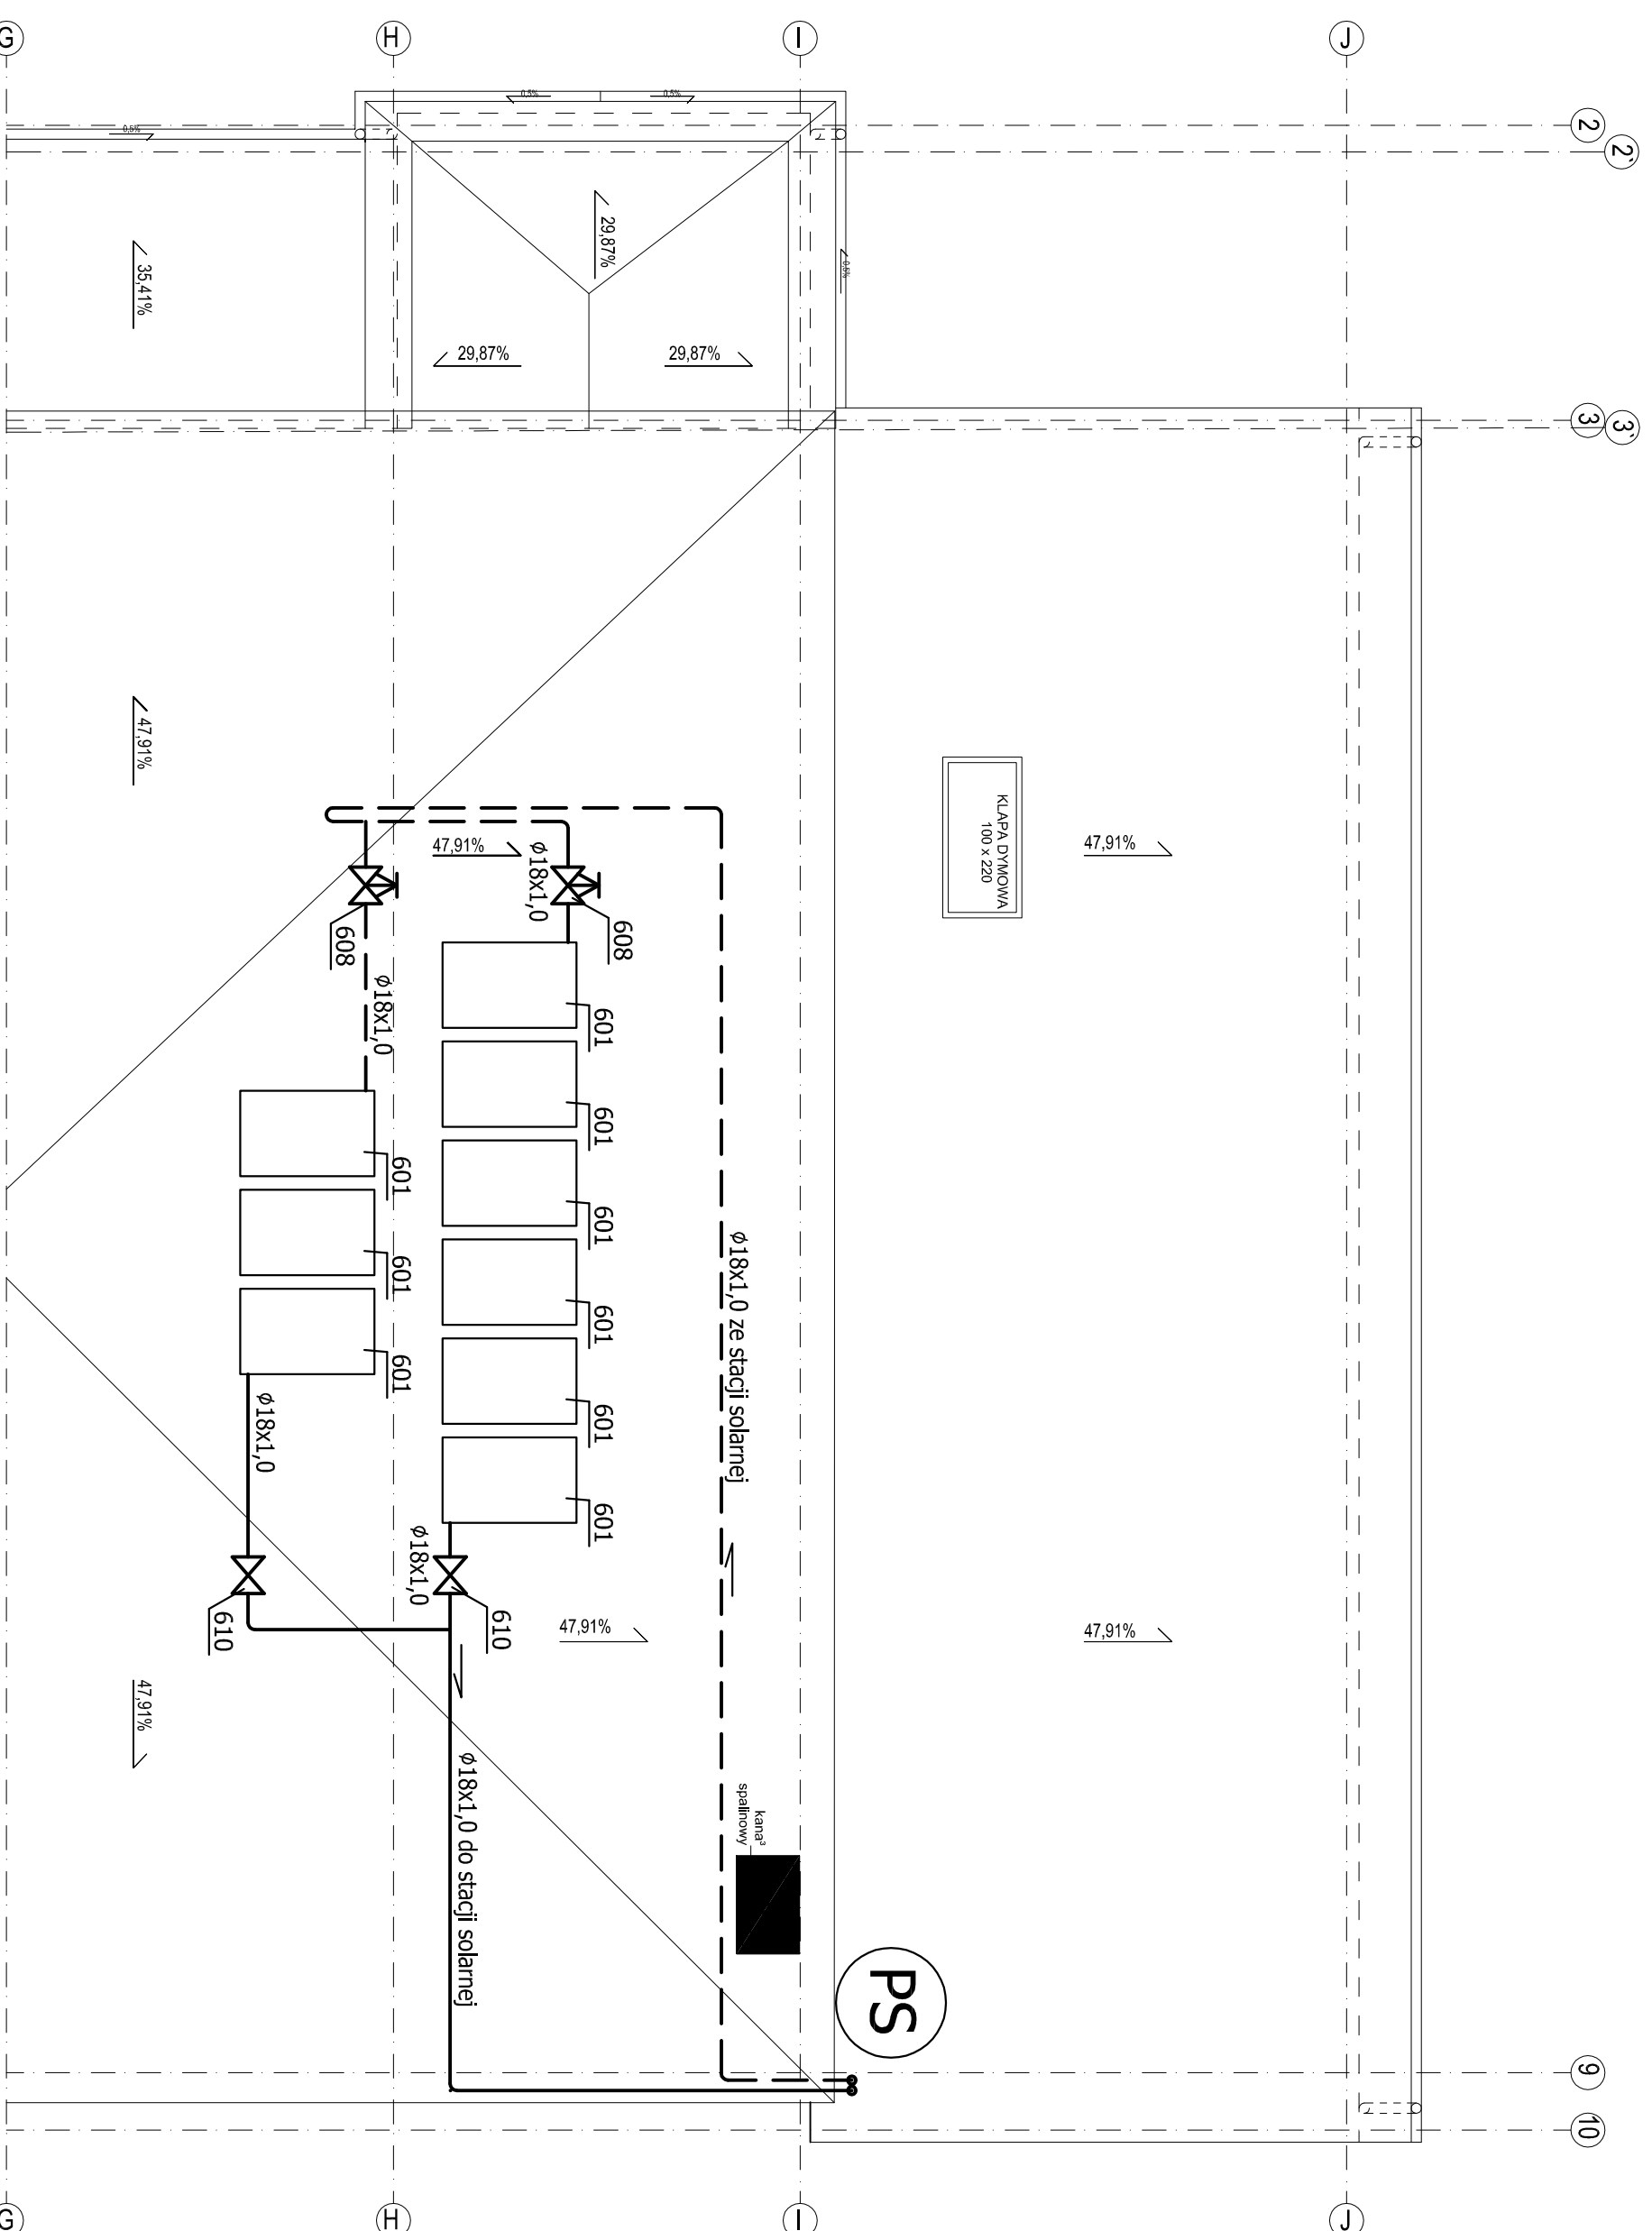 G
H
I
J
0,5%
0,5%
0,5%
2
2`
29,87%
35,41%
0,5%
29,87%
29,87%
3
3`
47,91%
KLAPA DYMOWA
100 x 220
47,91%
47,91%
ϕ18x1,0
608
608
ϕ18x1,0
601
601
601
601
601
601
601
601
601
ϕ18x1,0 ze stacji solarnej
ϕ18x1,0
ϕ18x1,0
610
610
47,91%
47,91%
47,91%
ϕ18x1,0 do stacji solarnej
kana³
spalinowy
PS
9
10
G
H
I
J